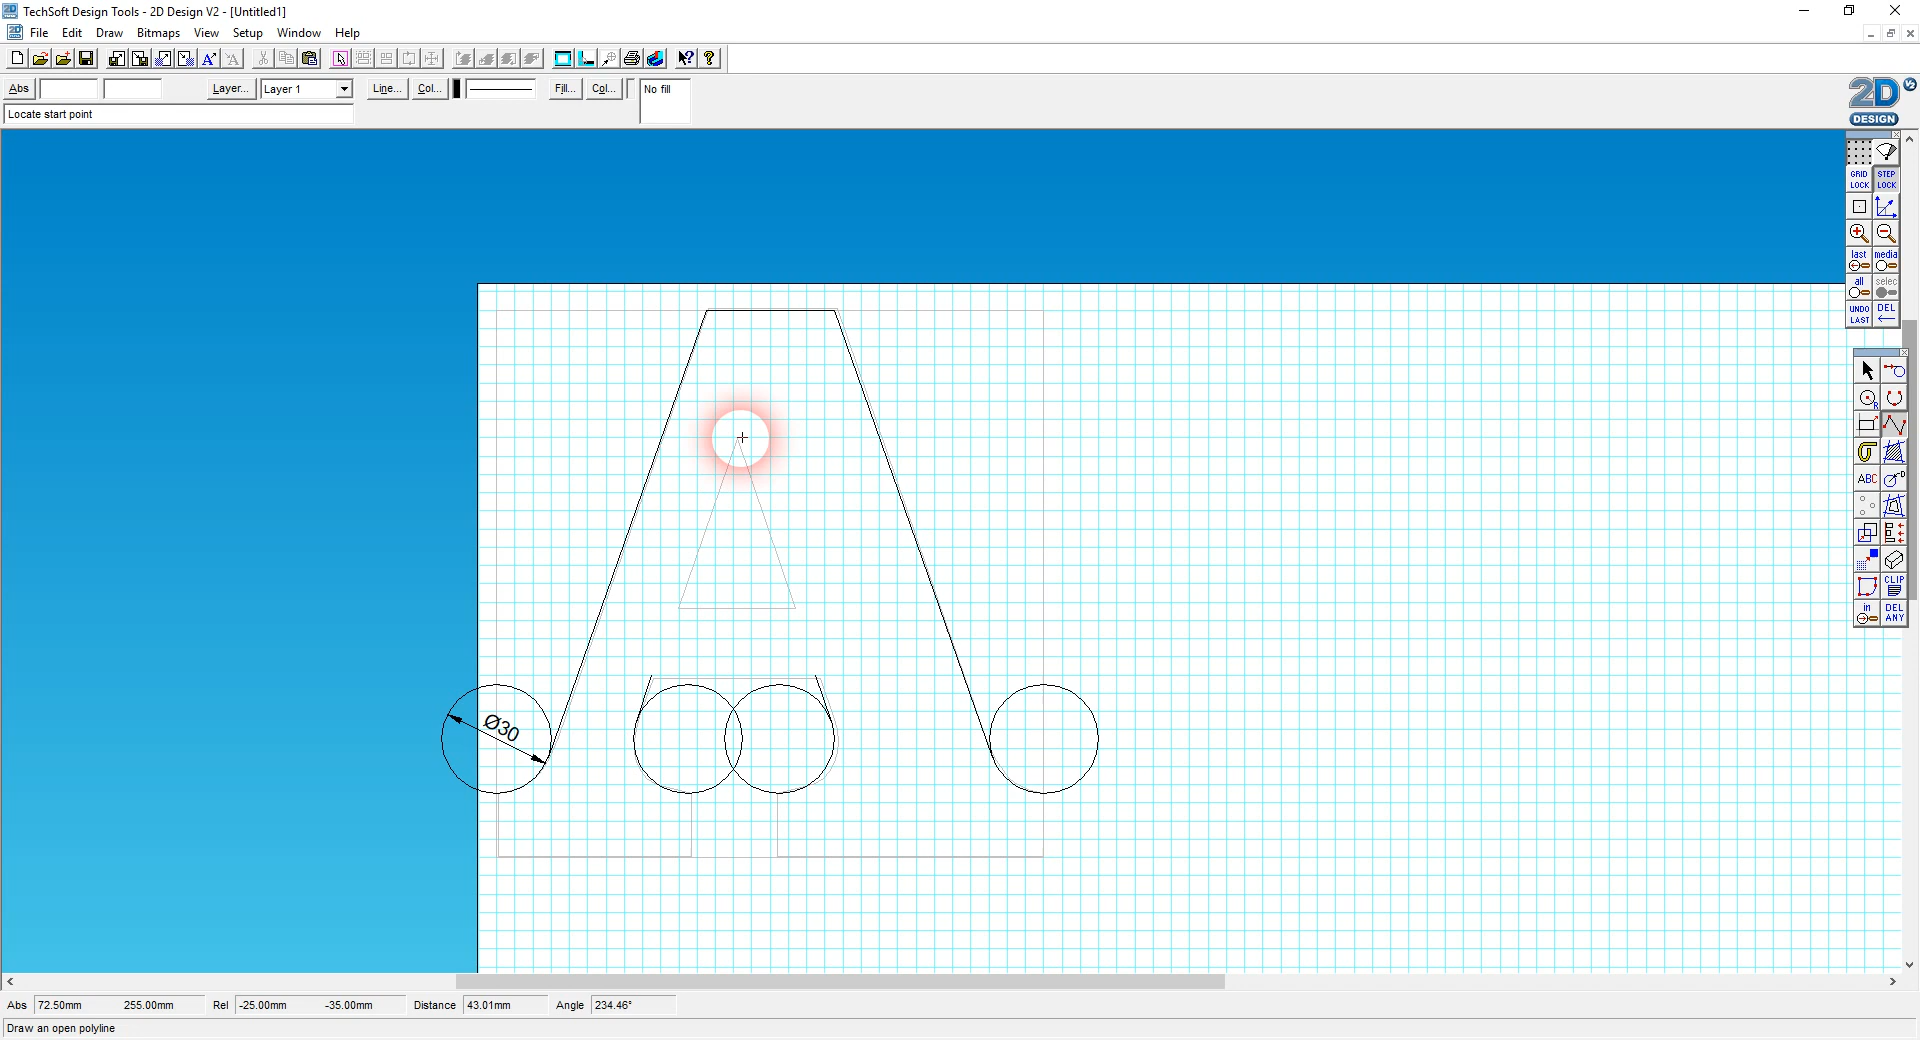 TechSoft Design Tools - 2D Design V2 - [Untitled1]
File Edit Draw Bitmaps View Setup Window Help
Abs Layer... Layer 1 Line... Col... Fill... Col... No fill
Locate start point
2D V2
DESIGN
GRID LOCK STEP LOCK
last media
all selec
UNDO LAST DEL
R
D
ABC
CLIP
in DEL ANY
Ø30
Abs 72.50mm 255.00mm Rel -25.00mm -35.00mm Distance 43.01mm Angle 234.46°
Draw an open polyline